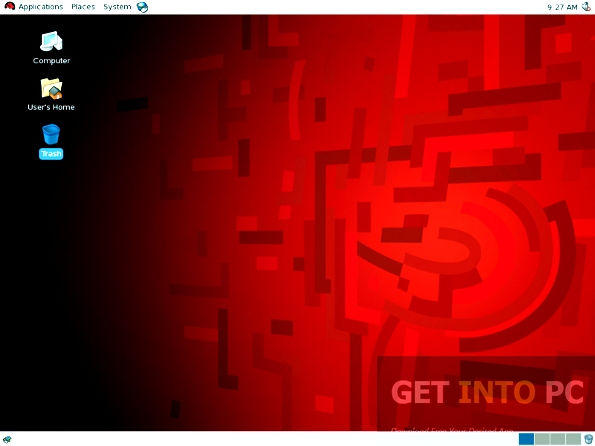 Applications Places System 9:27 AM
Computer
User's Home
Trash
GET INTO PC
Download Free Your Desired App